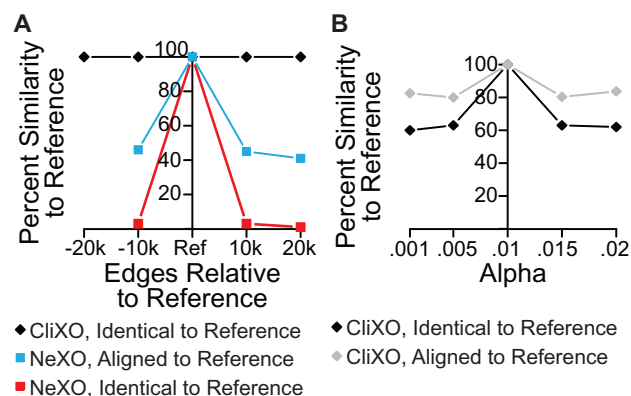 A
Percent Similarity
to Reference
100
80
60
40
20
-20k -10k Ref 10k 20k
Edges Relative
to Reference
CliXO, Identical to Reference
NeXO, Aligned to Reference
NeXO, Identical to Reference
B
Percent Similarity
to Reference
100
80
60
40
20
.001 .005 .01 .015 .02
Alpha
CliXO, Identical to Reference
CliXO, Aligned to Reference